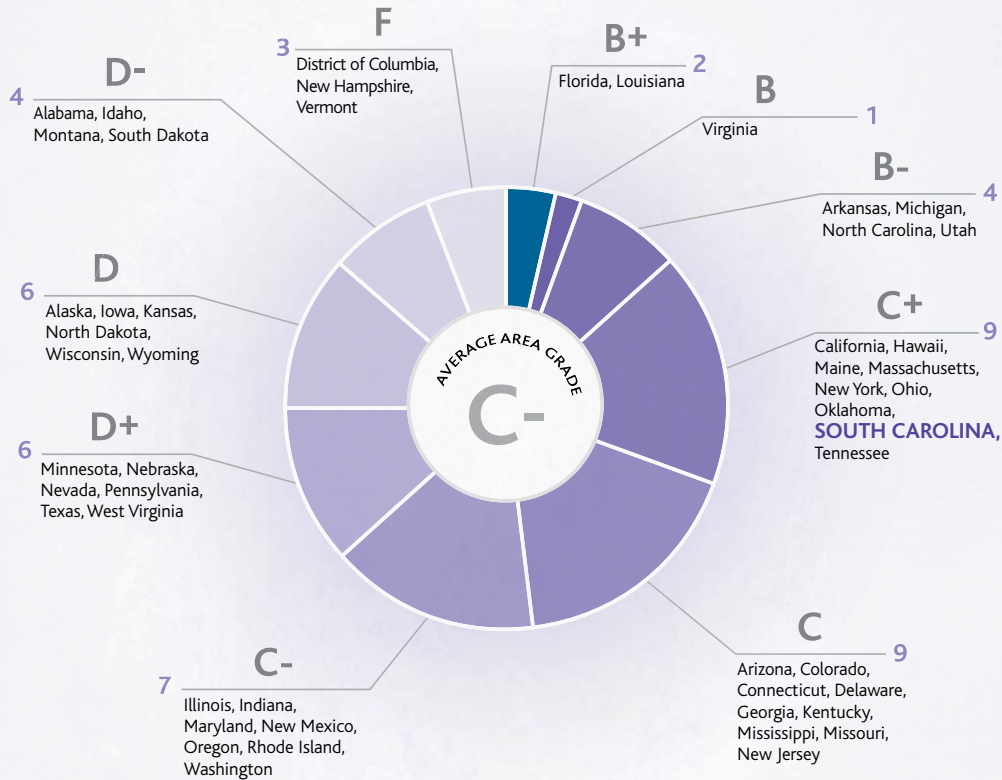 F
3
District of Columbia,
New Hampshire,
Vermont
B+
2
Florida, Louisiana
B
1
Virginia
B-
4
Arkansas, Michigan,
North Carolina, Utah
C+
9
California, Hawaii,
Maine, Massachusetts,
New York, Ohio,
Oklahoma,
SOUTH CAROLINA,
Tennessee
C
9
Arizona, Colorado,
Connecticut, Delaware,
Georgia, Kentucky,
Mississippi, Missouri,
New Jersey
C-
7
Illinois, Indiana,
Maryland, New Mexico,
Oregon, Rhode Island,
Washington
D+
6
Minnesota, Nebraska,
Nevada, Pennsylvania,
Texas, West Virginia
D
6
Alaska, Iowa, Kansas,
North Dakota,
Wisconsin, Wyoming
D-
4
Alabama, Idaho,
Montana, South Dakota
AVERAGE AREA GRADE
C-